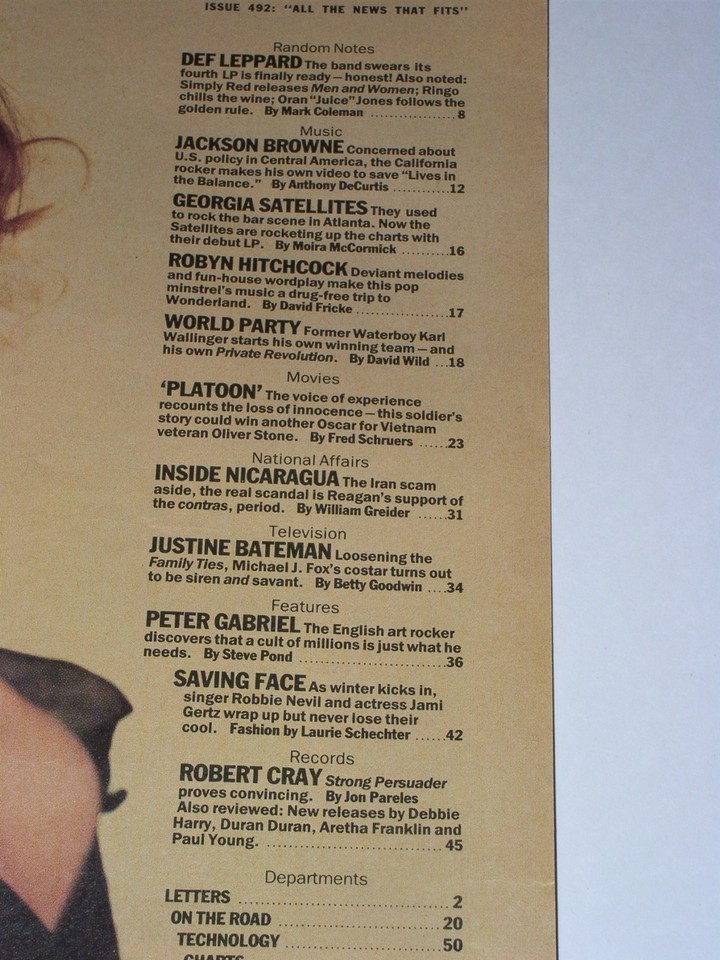 ISSUE 492: "ALL THE NEWS THAT FITS"
Random Notes
DEF LEPPARD The band swears its
fourth LP is finally ready—honest! Also noted:
Simply Red releases Men and Women; Ringo
chills the wine; Oran "Juice" Jones follows the
golden rule. By Mark Coleman ..................8
Music
JACKSON BROWNE Concerned about
U.S. policy in Central America, the California
rocker makes his own video to save "Lives in
the Balance." By Anthony DeCurtis ...........12
GEORGIA SATELLITES They used
to rock the bar scene in Atlanta. Now the
Satellites are rocketing up the charts with
their debut LP. By Moira McCormick .........16
ROBYN HITCHCOCK Deviant melodies
and fun-house wordplay make this pop
minstrel's music a drug-free trip to
Wonderland. By David Fricke ...................17
WORLD PARTY Former Waterboy Karl
Wallinger starts his own winning team—and
his own Private Revolution. By David Wild ...18
Movies
'PLATOON' The voice of experience
recounts the loss of innocence—this soldier's
story could win another Oscar for Vietnam
veteran Oliver Stone. By Fred Schruers ......23
National Affairs
INSIDE NICARAGUA The Iran scam
aside, the real scandal is Reagan's support of
the contras, period. By William Greider ......31
Television
JUSTINE BATEMAN Loosening the
Family Ties, Michael J. Fox's costar turns out
to be siren and savant. By Betty Goodwin ....34
Features
PETER GABRIEL The English art rocker
discovers that a cult of millions is just what he
needs. By Steve Pond .............................36
SAVING FACE As winter kicks in,
singer Robbie Nevil and actress Jami
Gertz wrap up but never lose their
cool. Fashion by Laurie Schechter ......42
Records
ROBERT CRAY Strong Persuader
proves convincing. By Jon Pareles
Also reviewed: New releases by Debbie
Harry, Duran Duran, Aretha Franklin and
Paul Young. ...................................45
Departments
LETTERS ...................................2
ON THE ROAD ............................20
TECHNOLOGY ..........................50
CHARTS